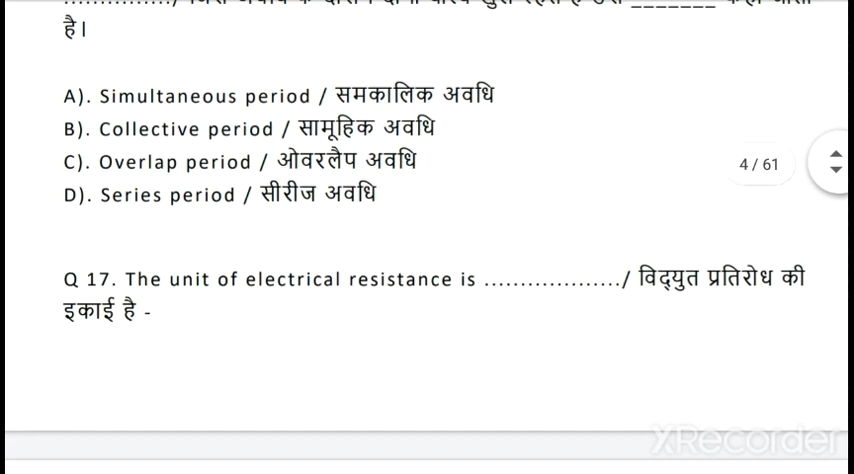 है।
A). Simultaneous period / समकालिक अवधि
B). Collective period / सामूहिक अवधि
C). Overlap period / ओवरलैप अवधि
4 / 61
D). Series period / सीरीज अवधि
Q 17. The unit of electrical resistance is .................../ विद्युत प्रतिरोध की
इकाई है -
XRecorder